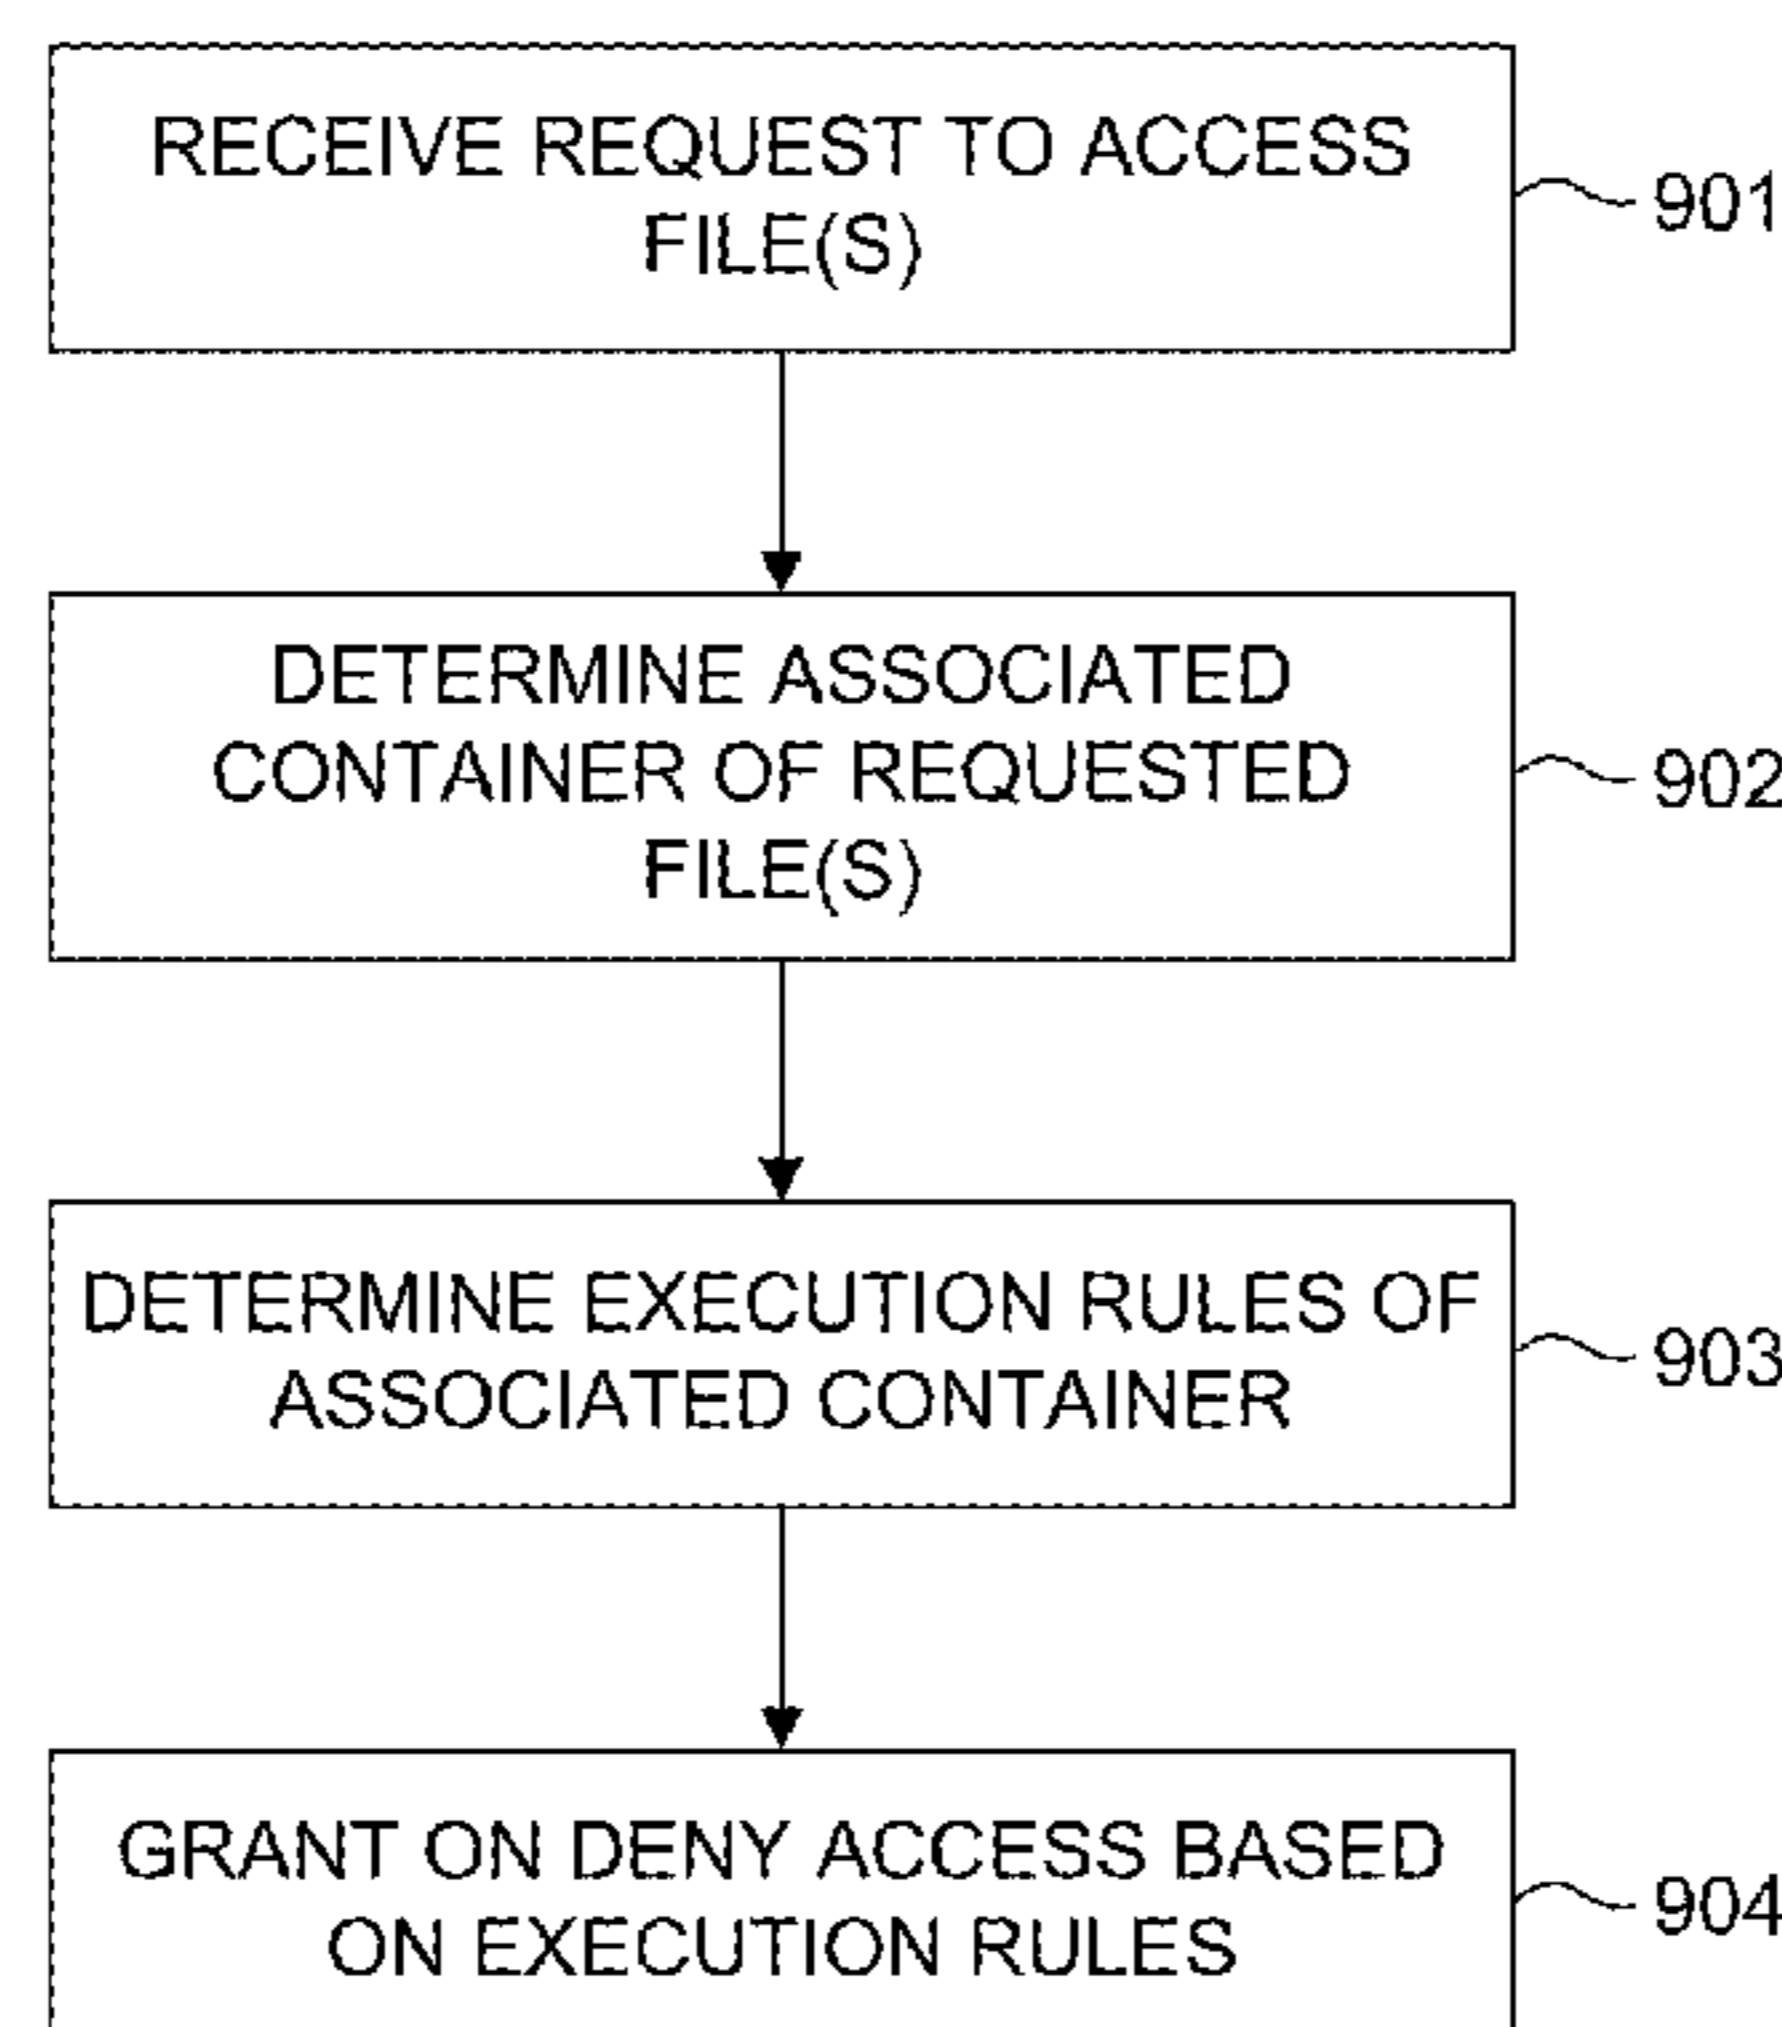 RECEIVE REQUEST TO ACCESS
FILE(S)
901
DETERMINE ASSOCIATED
CONTAINER OF REQUESTED
FILE(S)
902
DETERMINE EXECUTION RULES OF
ASSOCIATED CONTAINER
903
GRANT ON DENY ACCESS BASED
ON EXECUTION RULES
904